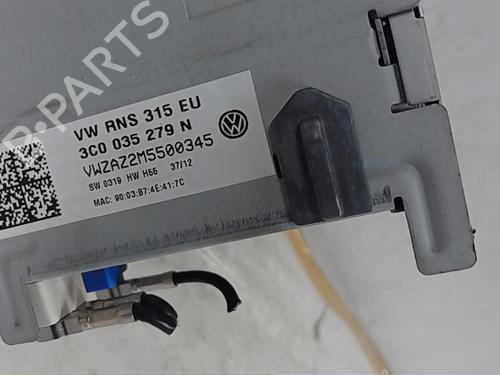 PARTS
VW RNS 315 EU
3C0 035 279 N
VWZAZ2M5500345
SW 0319 HW H66 37/12
MAC: 90:03:B7:4E:41:7C